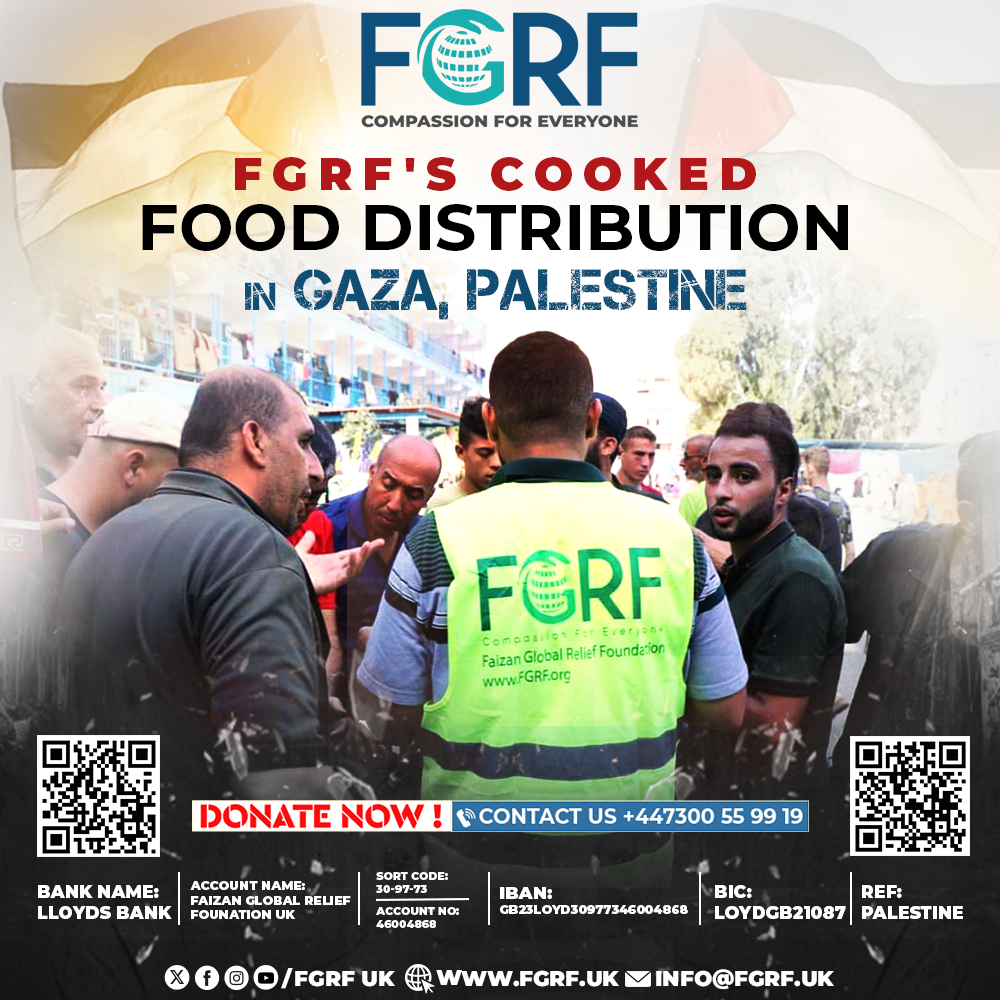 FGRF
COMPASSION FOR EVERYONE
FGRF'S COOKED
FOOD DISTRIBUTION
IN GAZA, PALESTINE
R
FGRF
Compassion For Everyone
Faizan Global Relief Foundation
www.FGRF.org
DONATE NOW !
CONTACT US +447300 55 99 19
BANK NAME:
LLOYDS BANK
ACCOUNT NAME:
FAIZAN GLOBAL RELIEF
FOUNATION UK
SORT CODE:
30-97-73
ACCOUNT NO:
46004868
IBAN:
GB23LOYD30977346004868
BIC:
LOYDGB21087
REF:
PALESTINE
/FGRF UK
WWW.FGRF.UK
INFO@FGRF.UK